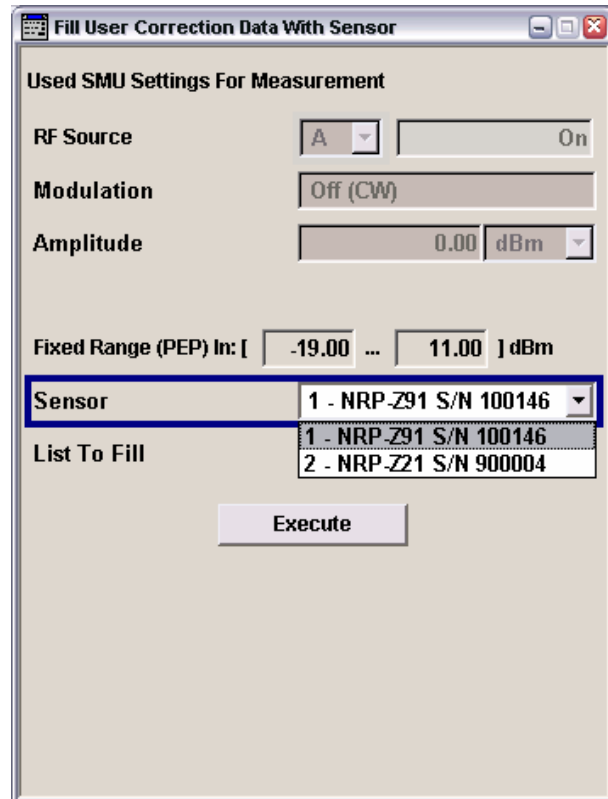 Fill User Correction Data With Sensor
Used SMU Settings For Measurement
RF Source A On
Modulation Off (CW)
Amplitude 0.00 dBm
Fixed Range (PEP) In: [ -19.00 ... 11.00 ] dBm
Sensor 1 - NRP-Z91 S/N 100146
1 - NRP-Z91 S/N 100146
List To Fill 2 - NRP-Z21 S/N 900004
Execute